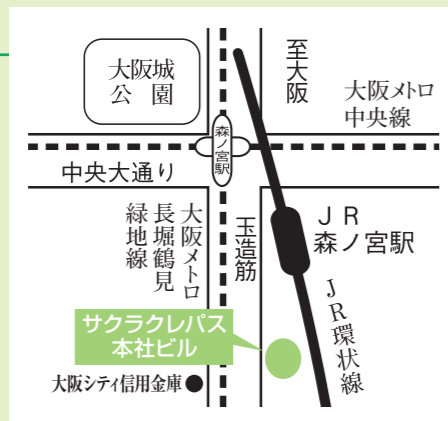 大阪城
公園
至大阪
大阪メトロ
中央線
森ノ宮駅
中央大通り
大阪メトロ
長堀鶴見
緑地線
玉造筋
JR
森ノ宮駅
JR環状線
サクラクレパス
本社ビル
大阪シティ信用金庫